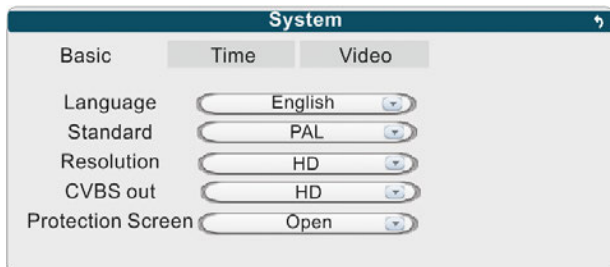 System
Basic Time Video
Language English
Standard PAL
Resolution HD
CVBS out HD
Protection Screen Open